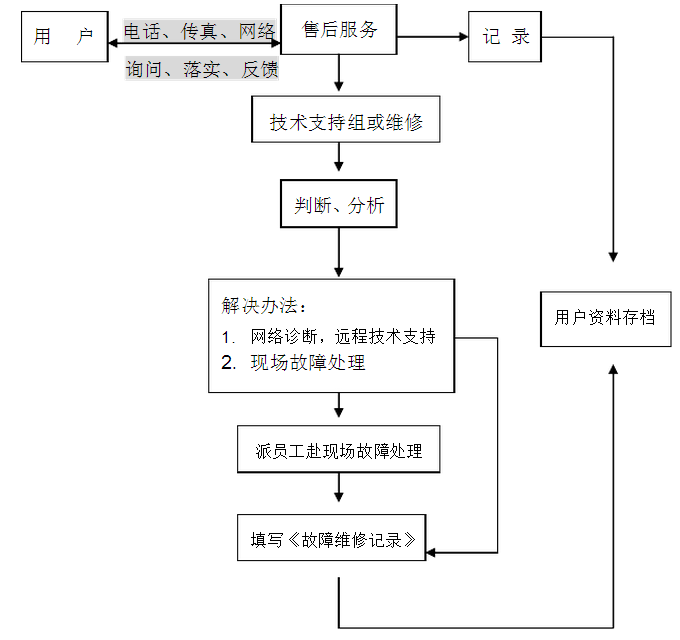 用 户
电话、传真、网络
售后服务
记 录
询问、落实、反馈
技术支持组或维修
判断、分析
解决办法：
1. 网络诊断，远程技术支持
2. 现场故障处理
用户资料存档
派员工赴现场故障处理
填写《故障维修记录》